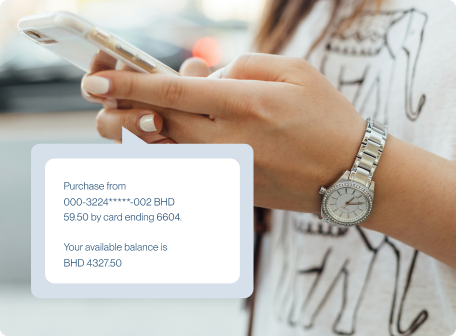 Purchase from
000-3224*****-002 BHD
59.50 by card ending 6604.
Your available balance is
BHD 4327.50